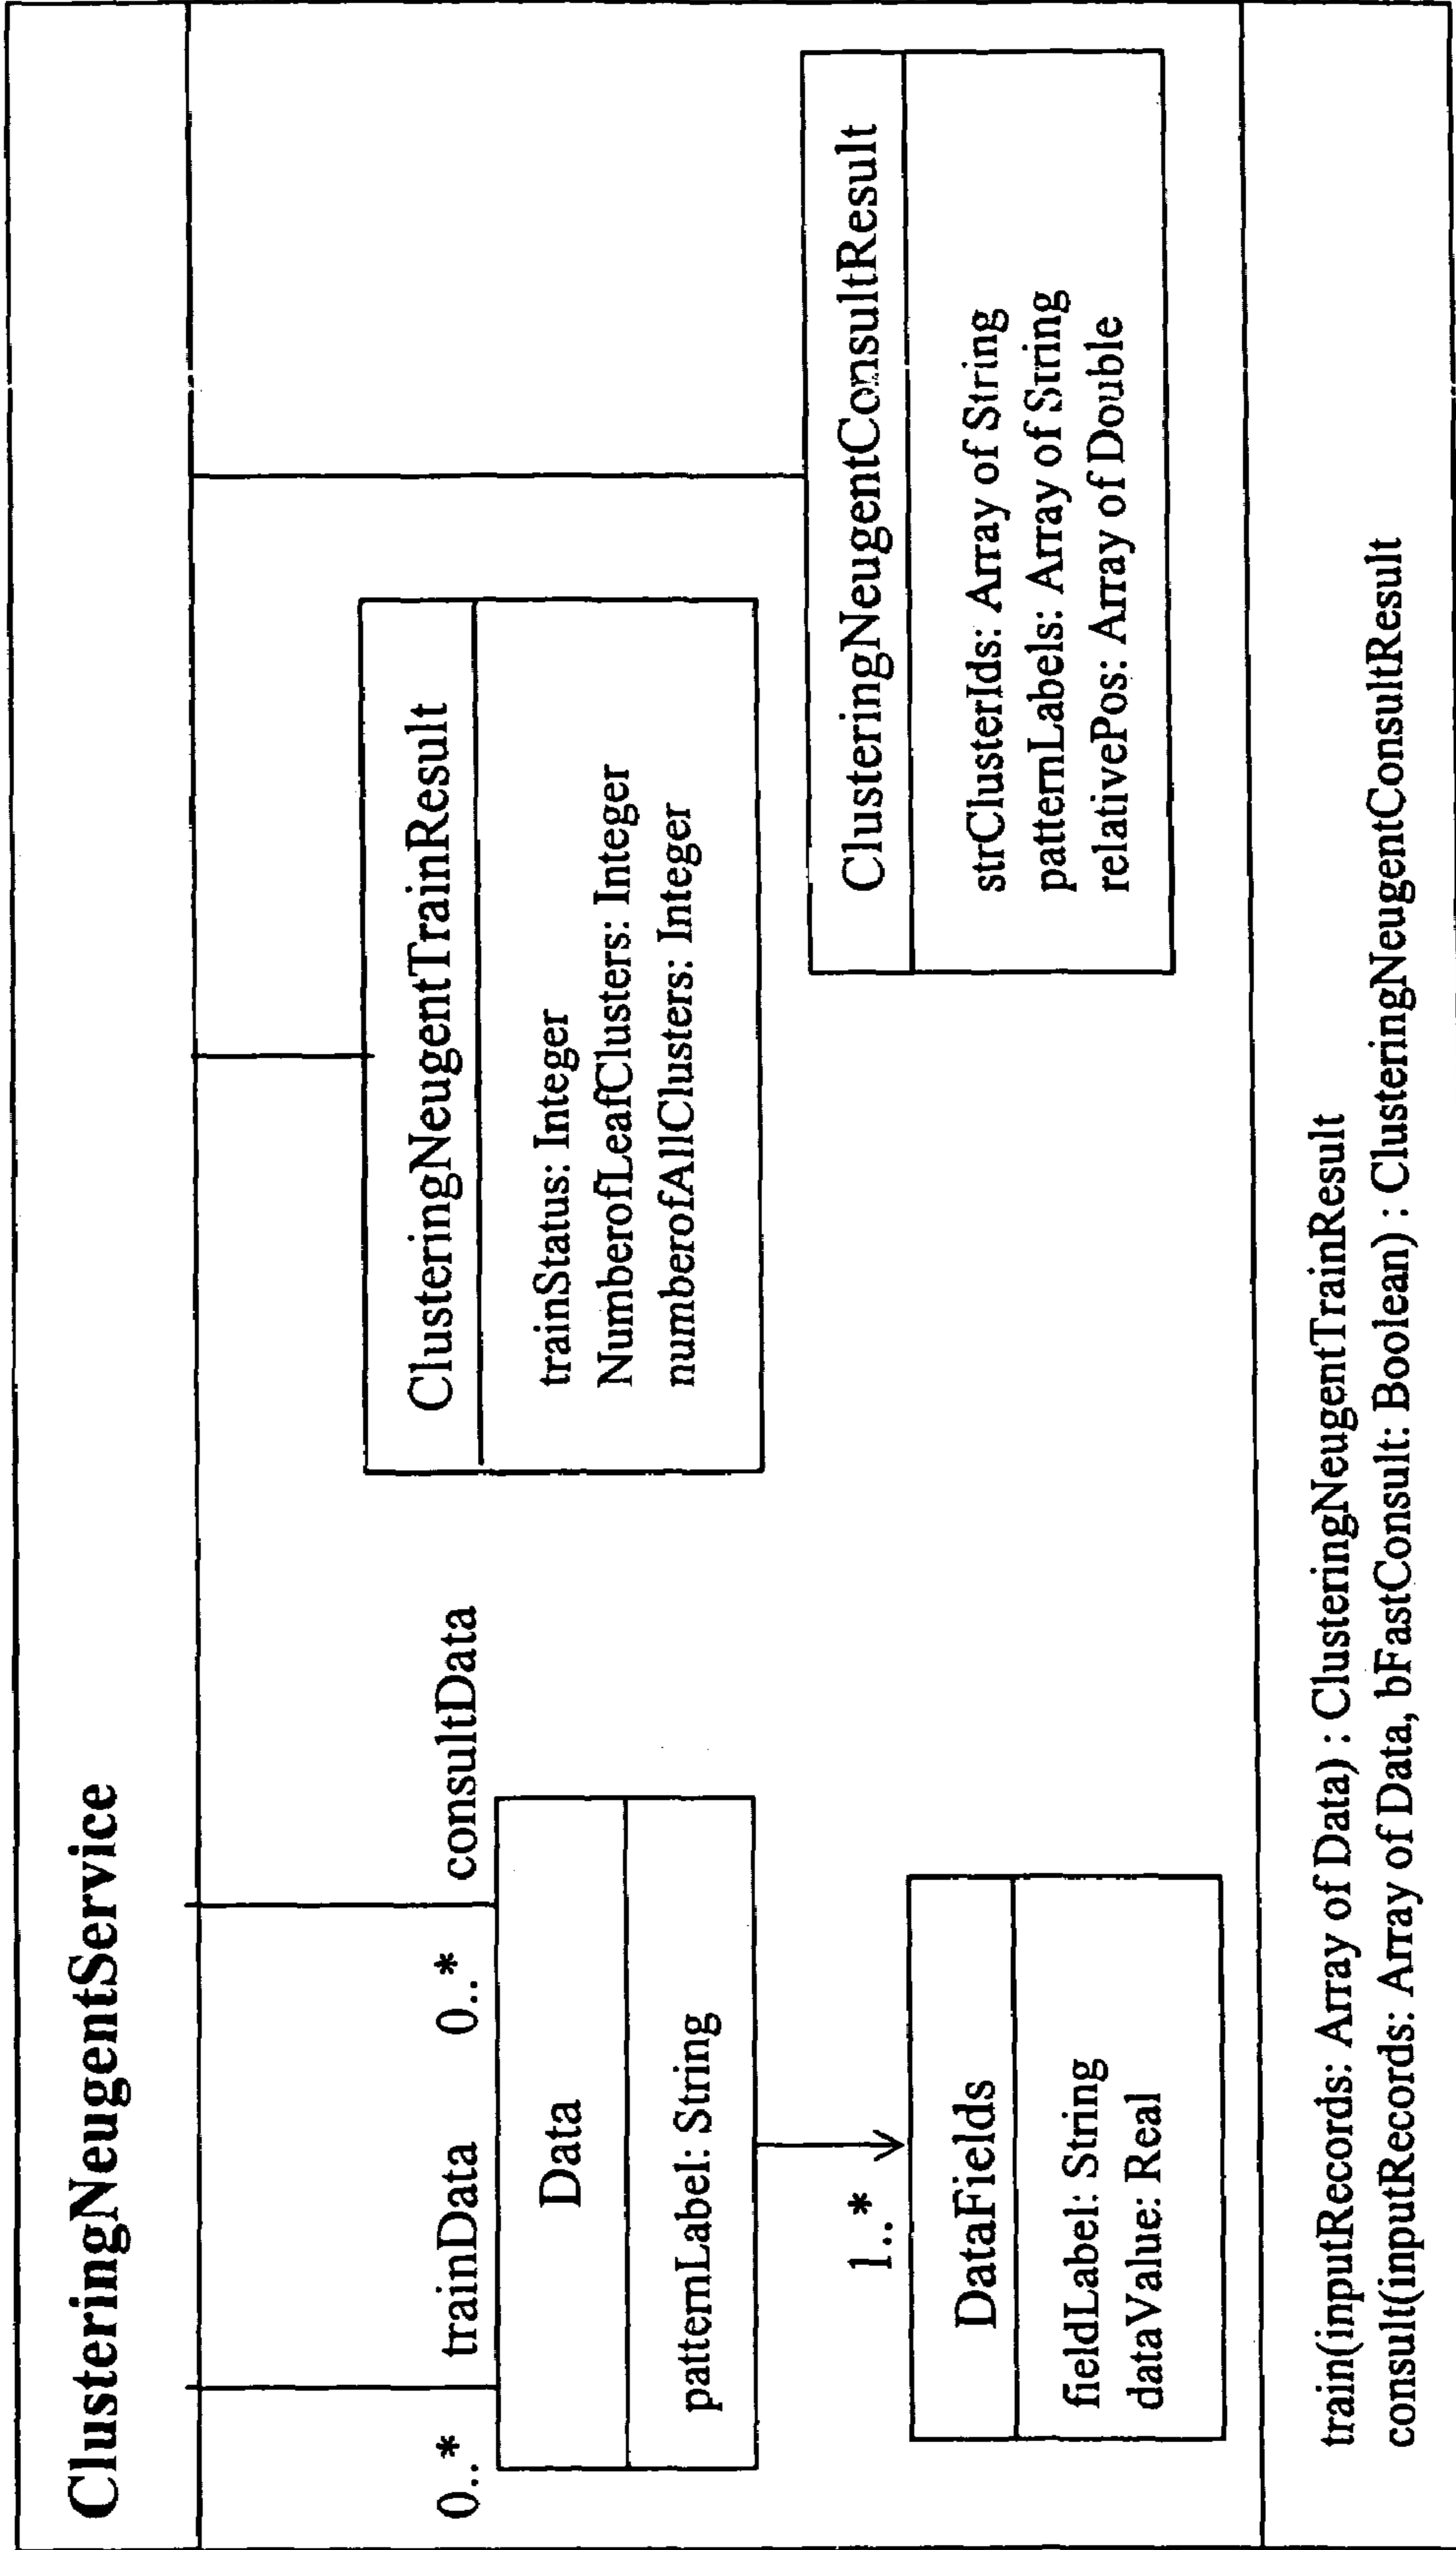 ClusteringNeugentService
0..* trainData 0..* consultData
Data
patternLabel: String
1..*
DataFields
fieldLabel: String
dataValue: Real
ClusteringNeugentTrainResult
trainStatus: Integer
NumberofLeafClusters: Integer
numberofAllClusters: Integer
ClusteringNeugentConsultResult
strClusterIds: Array of String
patternLabels: Array of String
relativePos: Array of Double
train(inputRecords: Array of Data) : ClusteringNeugentTrainResult
consult(inputRecords: Array of Data, bFastConsult: Boolean) : ClusteringNeugentConsultResult